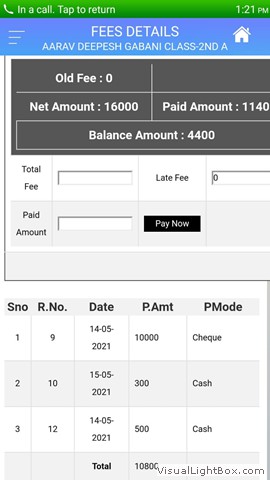 In a call. Tap to return 1:21 PM
FEES DETAILS
AARAV DEEPESH GABANI CLASS-2ND A
Old Fee : 0
Net Amount : 16000 Paid Amount : 1140
Balance Amount : 4400
Total Fee Late Fee 0
Paid Amount Pay Now
Sno R.No. Date P.Amt PMode
1 9 14-05-2021 10000 Cheque
2 10 15-05-2021 300 Cash
3 12 14-05-2021 500 Cash
Total 10800
VisualLightBox.com